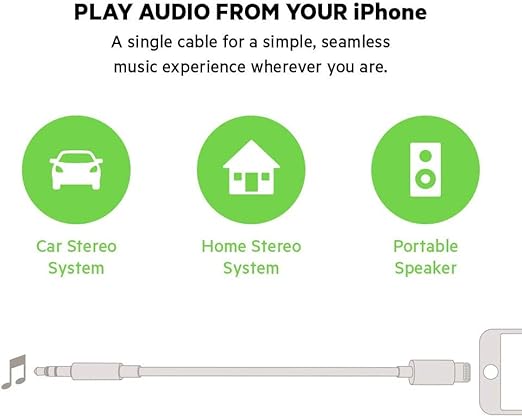 PLAY AUDIO FROM YOUR iPhone
A single cable for a simple, seamless
music experience wherever you are.
Car Stereo
System
Home Stereo
System
Portable
Speaker